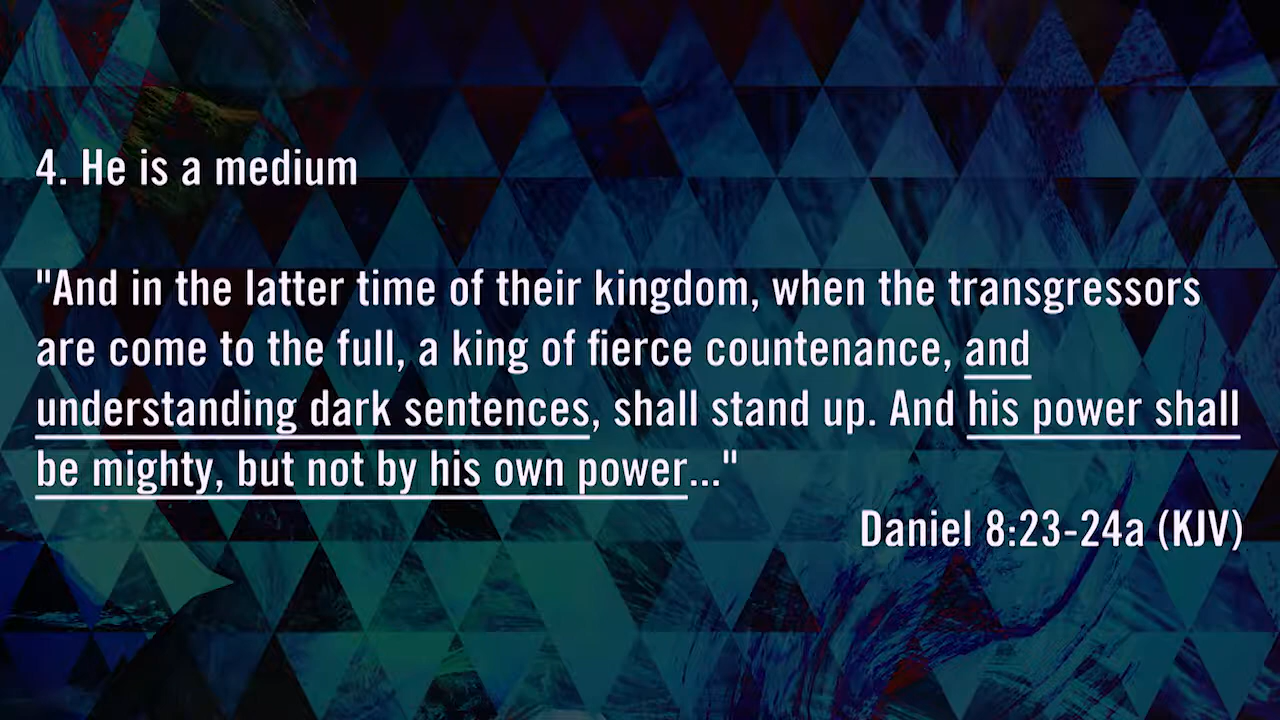 4. He is a medium
"And in the latter time of their kingdom, when the transgressors
are come to the full, a king of fierce countenance, and
understanding dark sentences, shall stand up. And his power shall
be mighty, but not by his own power..."
Daniel 8:23-24a (KJV)